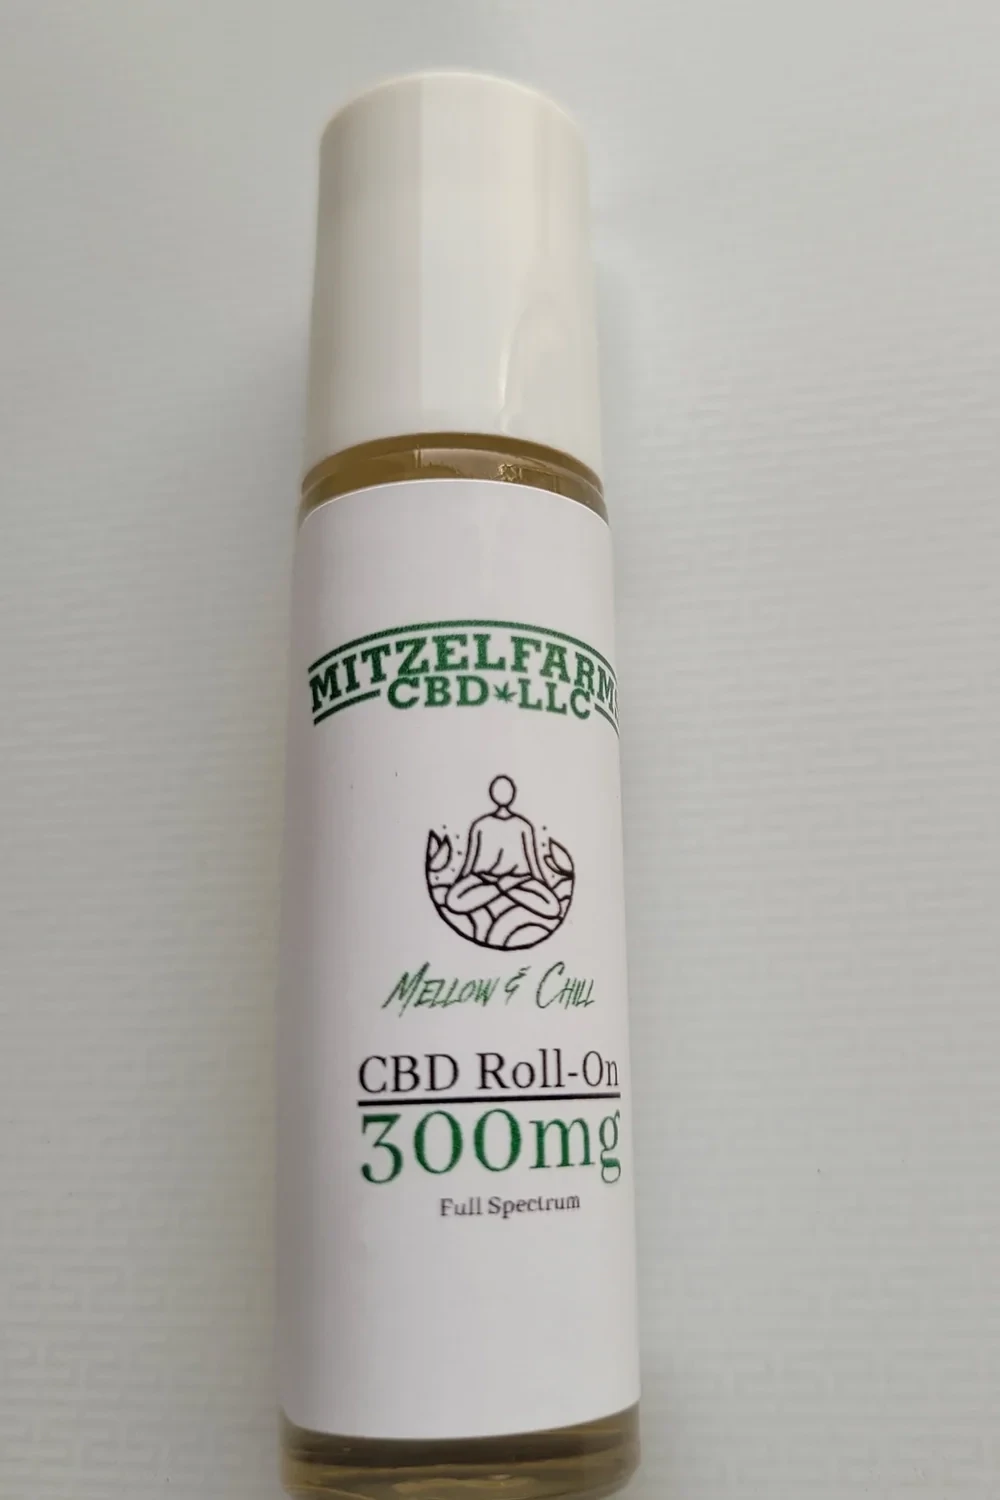 MITZELFARMS
CBD LLC
MELLOW & CHILL
CBD Roll-On
300mg
Full Spectrum